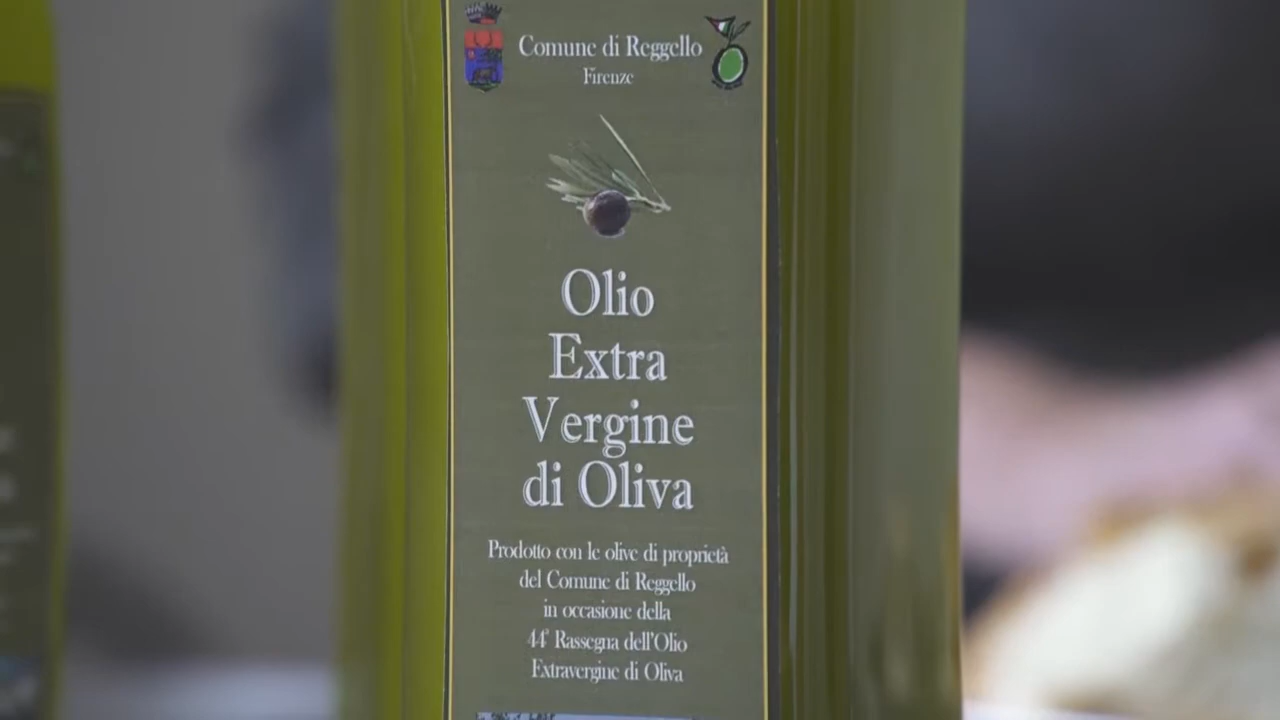 Comune di Reggello
Firenze
Olio
Extra
Vergine
di Oliva
Prodotto con le olive di proprietà
del Comune di Reggello
in occasione della
44ª Rassegna dell'Olio
Extravergine di Oliva